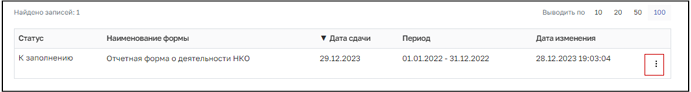 Найдено записей: 1 Выводить по 10 20 50 100
Статус Наименование формы ▼ Дата сдачи Период Дата изменения
К заполнению Отчетная форма о деятельности НКО 29.12.2023 01.01.2022 - 31.12.2022 28.12.2023 19:03:04